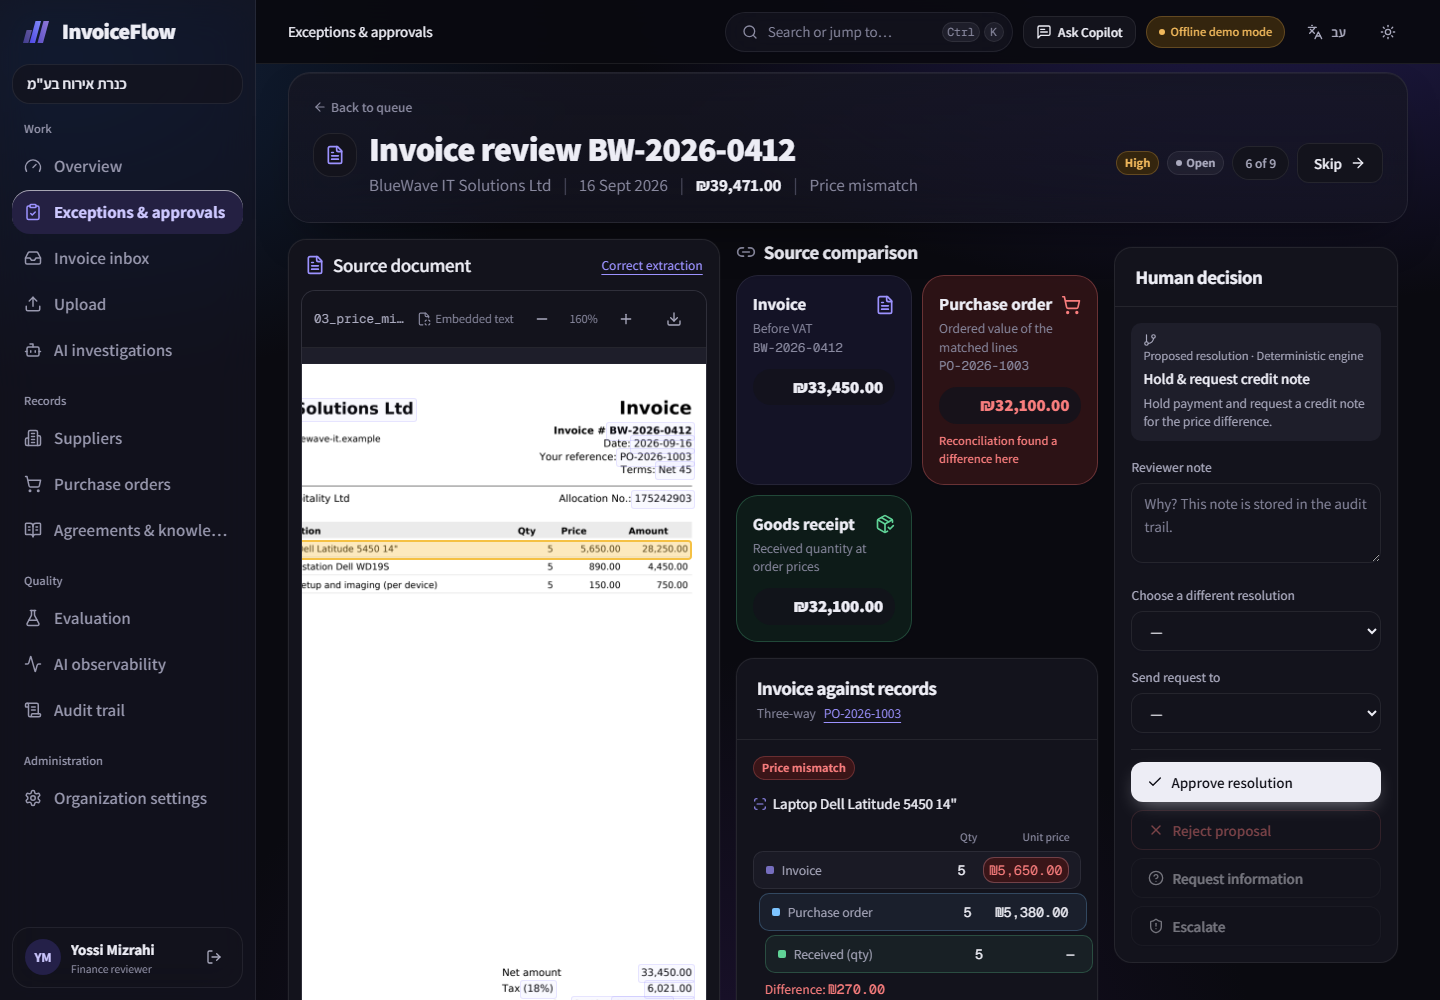 InvoiceFlow
כנרת אירוח בע"מ
Work
Overview
Exceptions & approvals
Invoice inbox
Upload
AI investigations
Records
Suppliers
Purchase orders
Agreements & knowle…
Quality
Evaluation
AI observability
Audit trail
Administration
Organization settings
YM
Yossi Mizrahi
Finance reviewer
Exceptions & approvals
Search or jump to…
Ctrl K
Ask Copilot
Offline demo mode
עב
Back to queue
Invoice review BW-2026-0412
BlueWave IT Solutions Ltd | 16 Sept 2026 | ₪39,471.00 | Price mismatch
High
Open
6 of 9
Skip
Source document
Correct extraction
03_price_mi…
Embedded text
160%
Solutions Ltd
Invoice
ewave-it.example
Invoice # BW-2026-0412
Date: 2026-09-16
Your reference: PO-2026-1003
Terms: Net 45
itality Ltd
Allocation No.: 175242903
tion Qty Price Amount
Dell Latitude 5450 14" 5 5,650.00 28,250.00
station Dell WD19S 5 890.00 4,450.00
etup and imaging (per device) 5 150.00 750.00
Net amount 33,450.00
Tax (18%) 6,021.00
Source comparison
Invoice
Before VAT
BW-2026-0412
₪33,450.00
Purchase order
Ordered value of the
matched lines
PO-2026-1003
₪32,100.00
Reconciliation found a
difference here
Goods receipt
Received quantity at
order prices
₪32,100.00
Invoice against records
Three-way PO-2026-1003
Price mismatch
Laptop Dell Latitude 5450 14"
Qty Unit price
Invoice 5 ₪5,650.00
Purchase order 5 ₪5,380.00
Received (qty) 5 —
Difference: ₪270.00
Human decision
Proposed resolution · Deterministic engine
Hold & request credit note
Hold payment and request a credit note
for the price difference.
Reviewer note
Why? This note is stored in the audit
trail.
Choose a different resolution
—
Send request to
—
Approve resolution
Reject proposal
Request information
Escalate